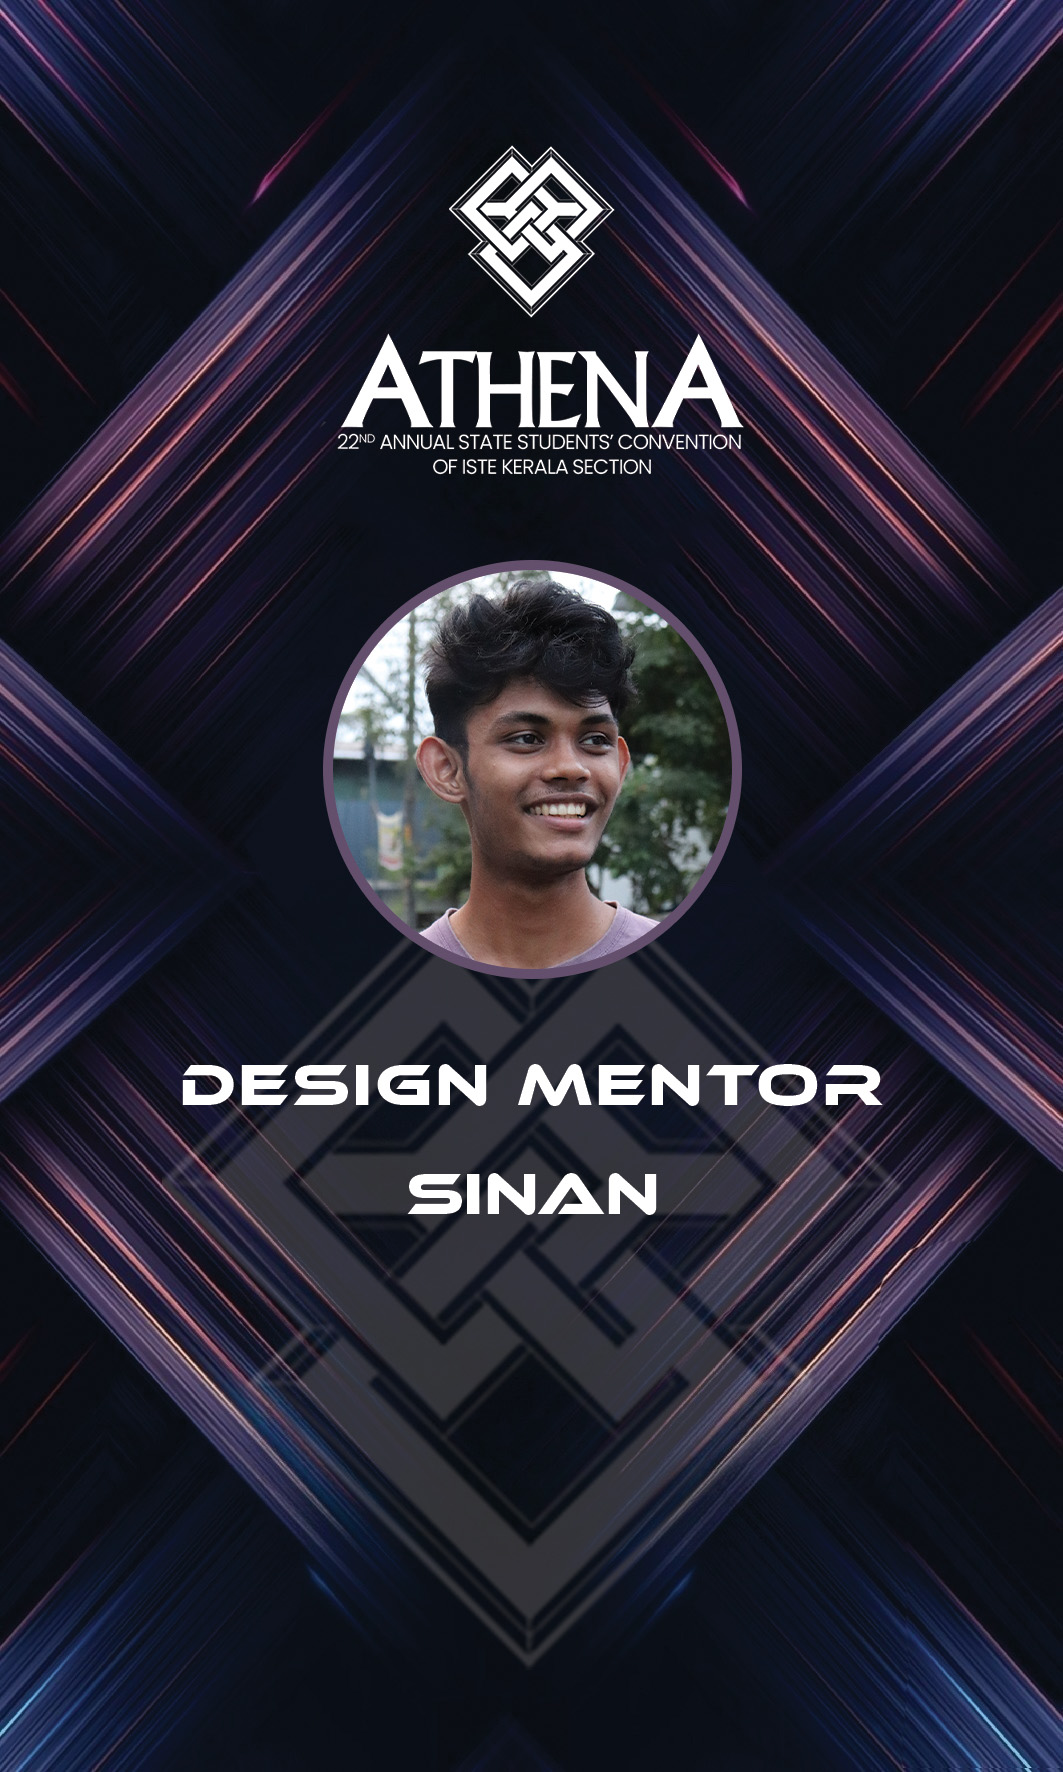 ATHENA
22ND ANNUAL STATE STUDENTS' CONVENTION
OF ISTE KERALA SECTION
DESIGN MENTOR
SINAN